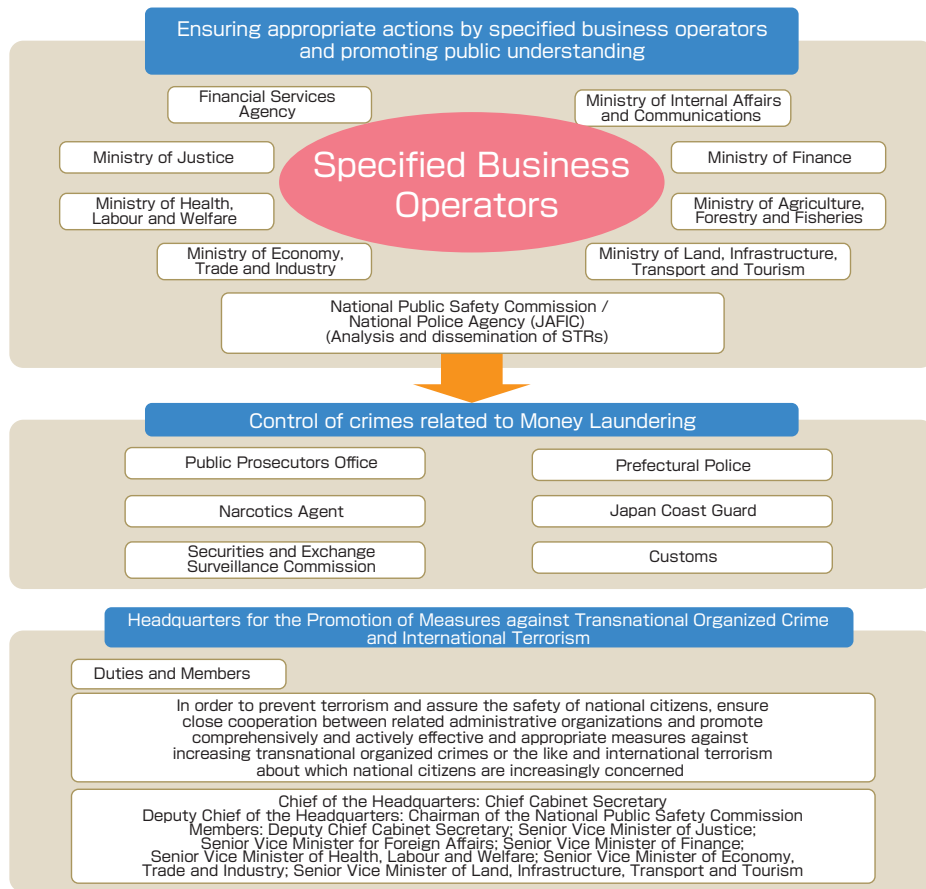 Ensuring appropriate actions by specified business operators
and promoting public understanding
Financial Services
Agency
Ministry of Internal Affairs
and Communications
Ministry of Justice
Specified Business
Operators
Ministry of Finance
Ministry of Health,
Labour and Welfare
Ministry of Agriculture,
Forestry and Fisheries
Ministry of Economy,
Trade and Industry
Ministry of Land, Infrastructure,
Transport and Tourism
National Public Safety Commission /
National Police Agency (JAFIC)
(Analysis and dissemination of STRs)
Control of crimes related to Money Laundering
Public Prosecutors Office
Prefectural Police
Narcotics Agent
Japan Coast Guard
Securities and Exchange
Surveillance Commission
Customs
Headquarters for the Promotion of Measures against Transnational Organized Crime
and International Terrorism
Duties and Members
In order to prevent terrorism and assure the safety of national citizens, ensure
close cooperation between related administrative organizations and promote
comprehensively and actively effective and appropriate measures against
increasing transnational organized crimes or the like and international terrorism
about which national citizens are increasingly concerned
Chief of the Headquarters: Chief Cabinet Secretary
Deputy Chief of the Headquarters: Chairman of the National Public Safety Commission
Members: Deputy Chief Cabinet Secretary; Senior Vice Minister of Justice;
Senior Vice Minister for Foreign Affairs; Senior Vice Minister of Finance;
Senior Vice Minister of Health, Labour and Welfare; Senior Vice Minister of Economy,
Trade and Industry; Senior Vice Minister of Land, Infrastructure, Transport and Tourism